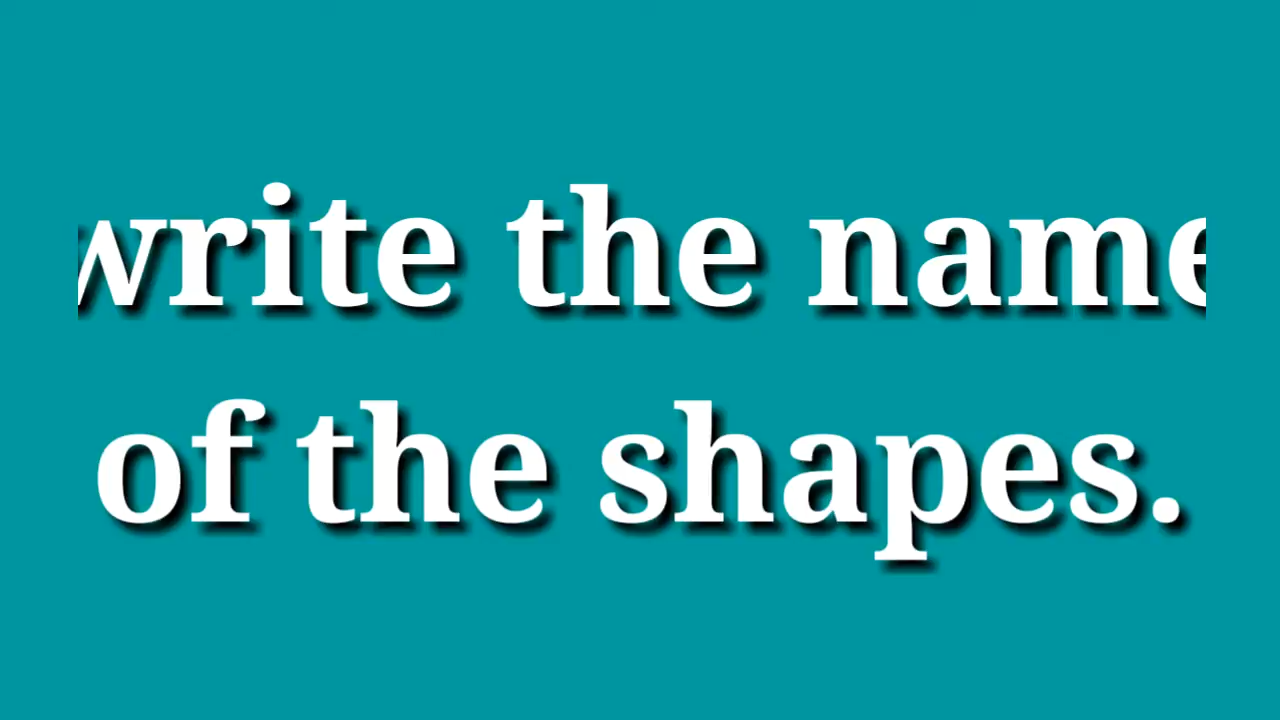 write the name
of the shapes.